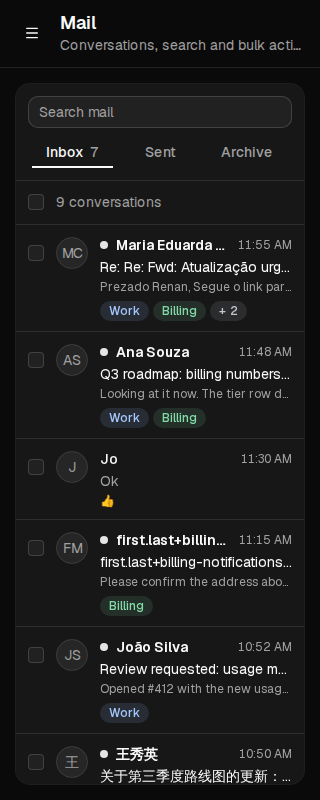 Mail
Conversations, search and bulk acti...
Search mail
Inbox 7 Sent Archive
9 conversations
MC Maria Eduarda ... 11:55 AM
Re: Re: Fwd: Atualização urg...
Prezado Renan, Segue o link par...
Work Billing + 2
AS Ana Souza 11:48 AM
Q3 roadmap: billing numbers...
Looking at it now. The tier row d...
Work Billing
J Jo 11:30 AM
Ok
👍
FM first.last+billin... 11:15 AM
first.last+billing-notifications...
Please confirm the address abo...
Billing
JS João Silva 10:52 AM
Review requested: usage m...
Opened #412 with the new usag...
Work
王 王秀英 10:50 AM
关于第三季度路线图的更新：...